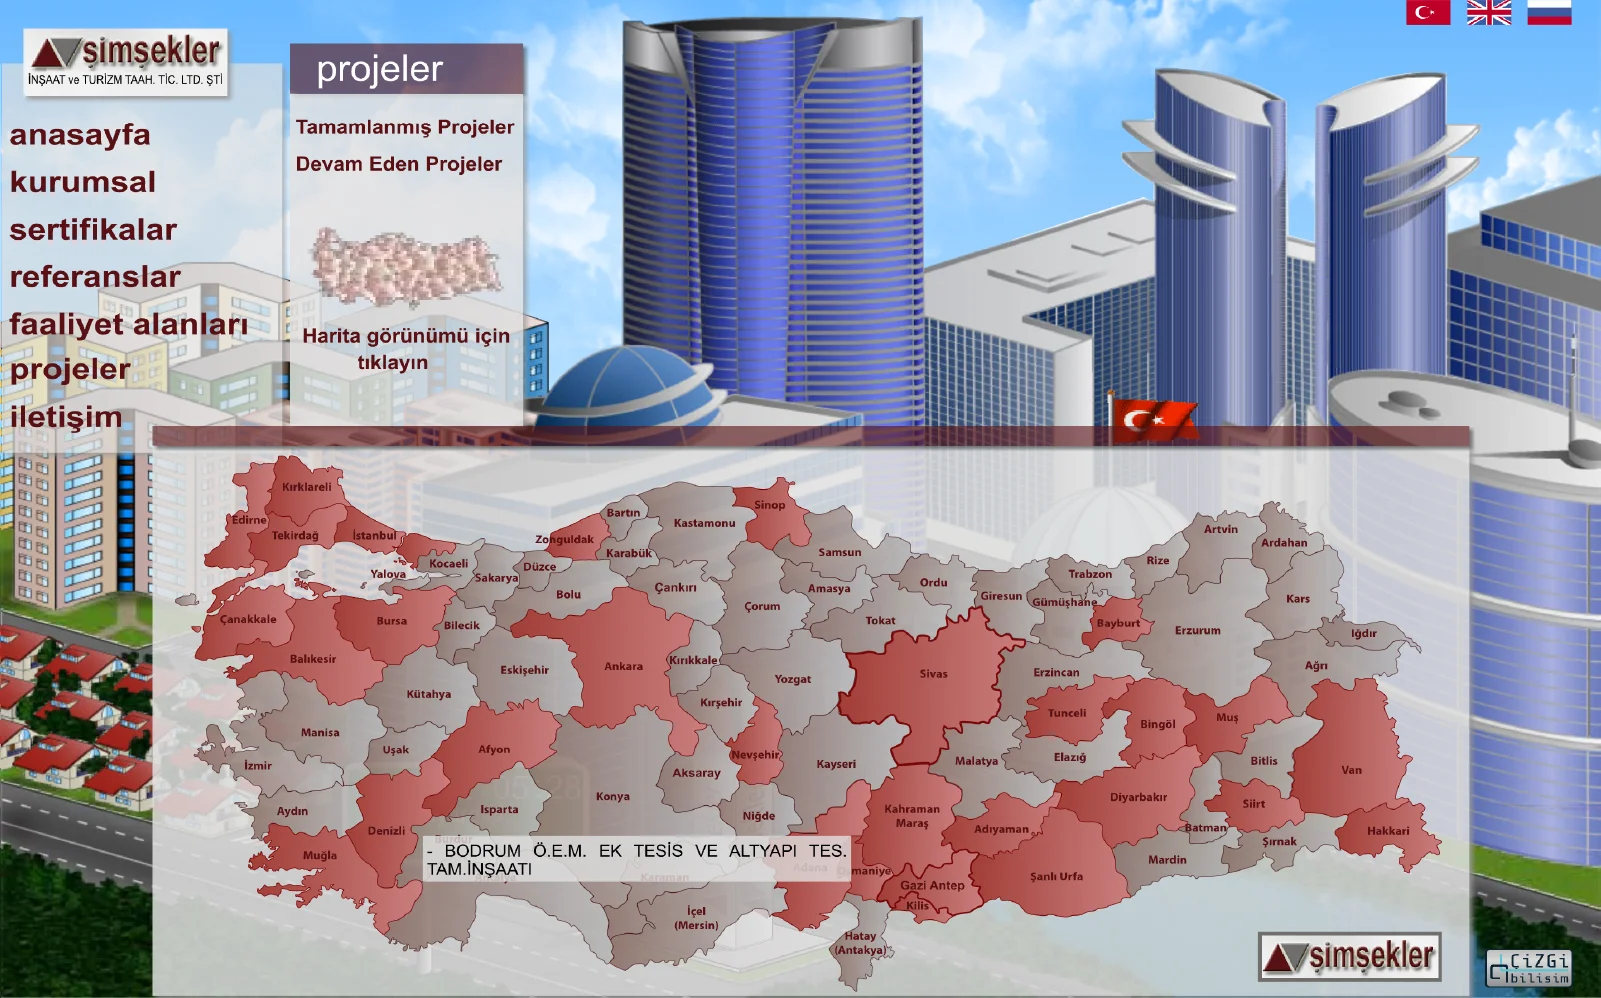 şimşekler
İNŞAAT ve TURİZM TAAH. TİC. LTD. ŞTİ
anasayfa
kurumsal
sertifikalar
referanslar
faaliyet alanları
projeler
iletişim
projeler
Tamamlanmış Projeler
Devam Eden Projeler
Harita görünümü için
tıklayın
Kırklareli
Edirne
Tekirdağ
İstanbul
Yalova
Kocaeli
Sakarya
Düzce
Zonguldak
Bartın
Karabük
Kastamonu
Sinop
Samsun
Bolu
Çankırı
Çorum
Amasya
Ordu
Giresun
Trabzon
Gümüşhane
Rize
Artvin
Ardahan
Kars
Iğdır
Çanakkale
Bursa
Bilecik
Tokat
Bayburt
Erzurum
Balıkesir
Eskişehir
Ankara
Kırıkkale
Yozgat
Sivas
Erzincan
Ağrı
Kütahya
Kırşehir
Tunceli
Bingöl
Muş
Manisa
Uşak
Afyon
Nevşehir
Kayseri
Malatya
Elazığ
Bitlis
Van
İzmir
Aksaray
Konya
Aydın
Isparta
Niğde
Kahraman
Maraş
Diyarbakır
Siirt
Denizli
Adıyaman
Batman
Hakkari
Şırnak
Muğla
Burdur
- BODRUM Ö.E.M. EK TESİS VE ALTYAPI TES.
TAM.İNŞAATI
Adana
Osmaniye
Karaman
Gazi Antep
Kilis
Şanlı Urfa
Mardin
İçel
(Mersin)
Hatay
(Antakya)
şimşekler
ÇiZGi
bilisim